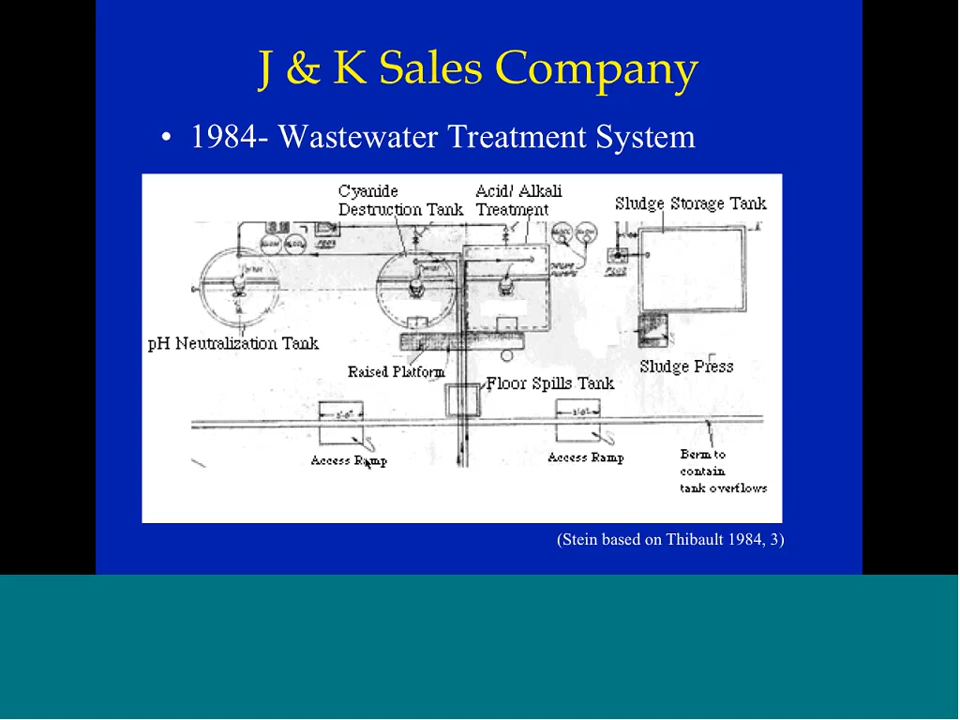 J & K Sales Company
• 1984- Wastewater Treatment System
Cyanide
Destruction Tank
Acid/ Alkali
Treatment
Sludge Storage Tank
pH Neutralization Tank
Raised Platform
Floor Spills Tank
Sludge Press
Access Ramp
Access Ramp
Berm to
contain
tank overflows
(Stein based on Thibault 1984, 3)